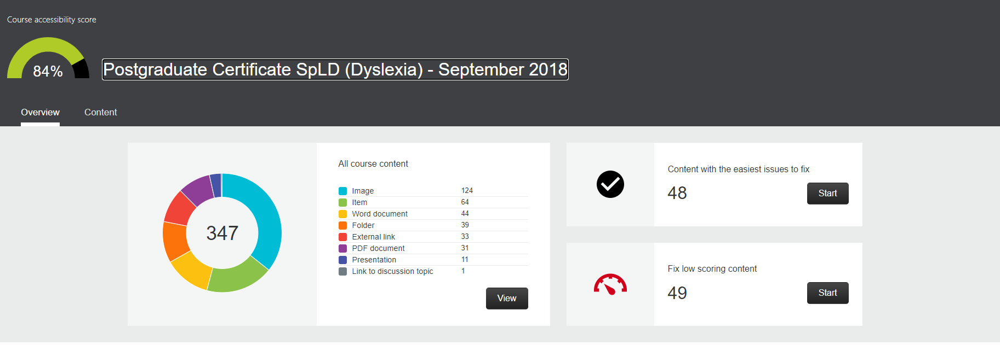 Course accessibility score
84%
Postgraduate Certificate SpLD (Dyslexia) - September 2018
Overview Content
347
All course content
Image 124
Item 64
Word document 44
Folder 39
External link 33
PDF document 31
Presentation 11
Link to discussion topic 1
View
Content with the easiest issues to fix
48 Start
Fix low scoring content
49 Start